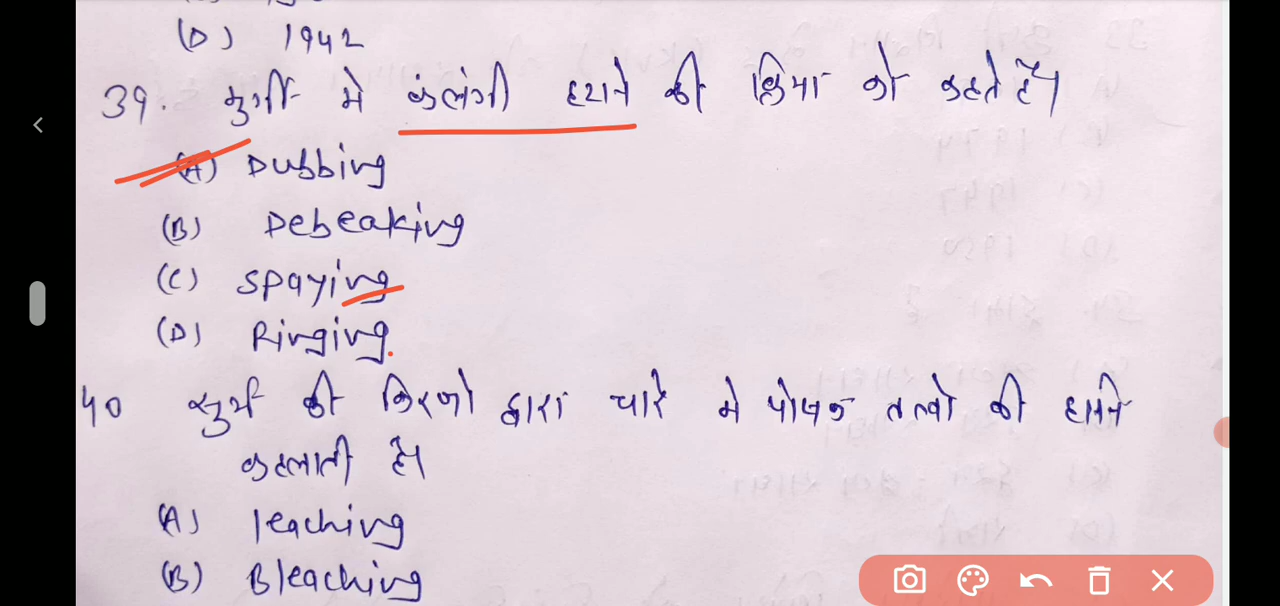 (D) 1942
39. मुर्गी मे कलंगी हटाने की क्रिया को कहते हैं।
(A) Dubbing
(B) Debeaking
(C) Spaying
(D) Ringing.
40 सुर्य की किरणो द्वारा चारे मे पोषक तत्वो की हानि
कहलाती है।
(A) leaching
(B) Bleaching